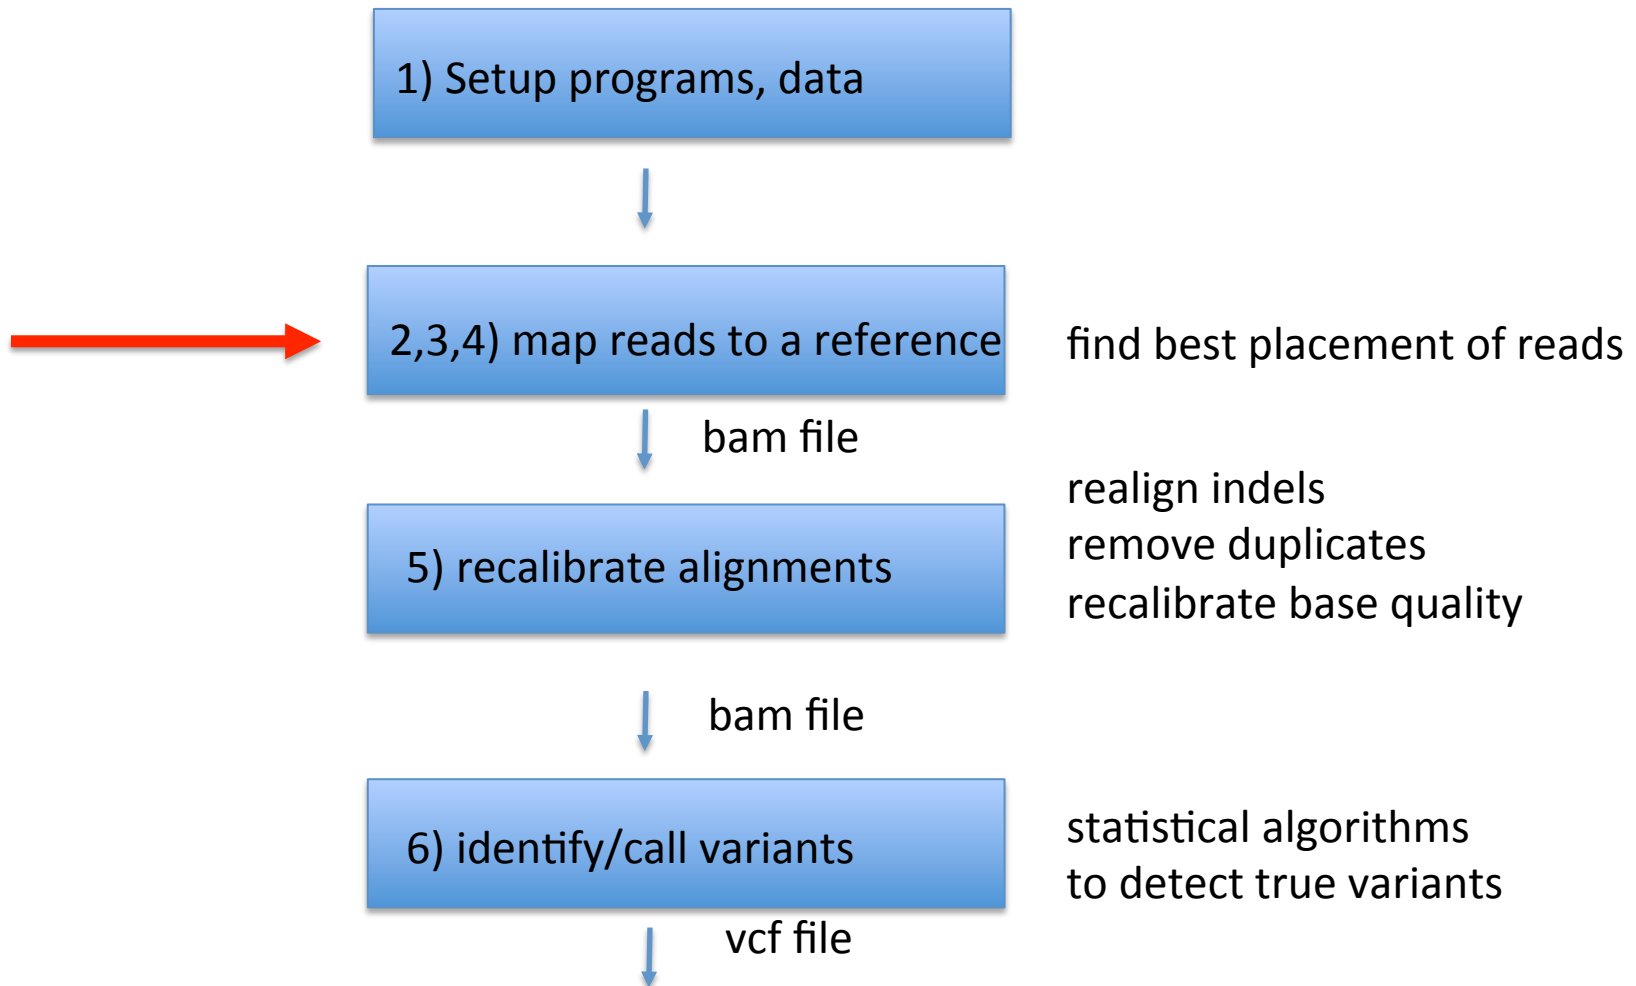 1) Setup programs, data
2,3,4) map reads to a reference
find best placement of reads
bam file
5) recalibrate alignments
realign indels
remove duplicates
recalibrate base quality
bam file
6) identify/call variants
statistical algorithms
to detect true variants
vcf file